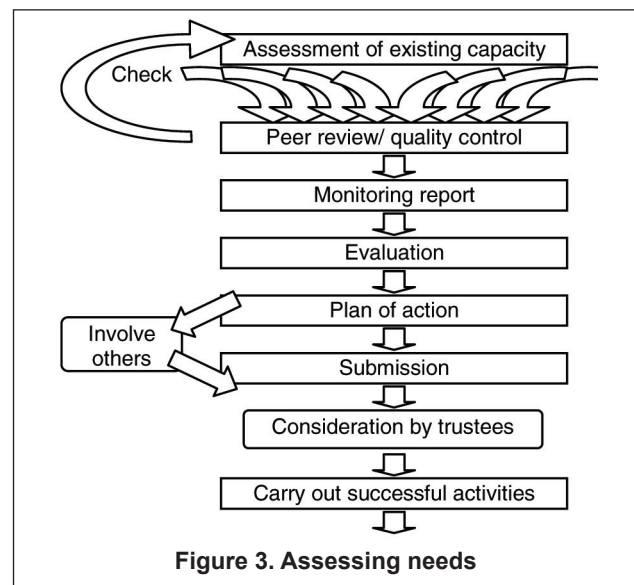 Assessment of existing capacity
Check
Peer review/ quality control
Monitoring report
Evaluation
Plan of action
Involve
others
Submission
Consideration by trustees
Carry out successful activities
Figure 3. Assessing needs